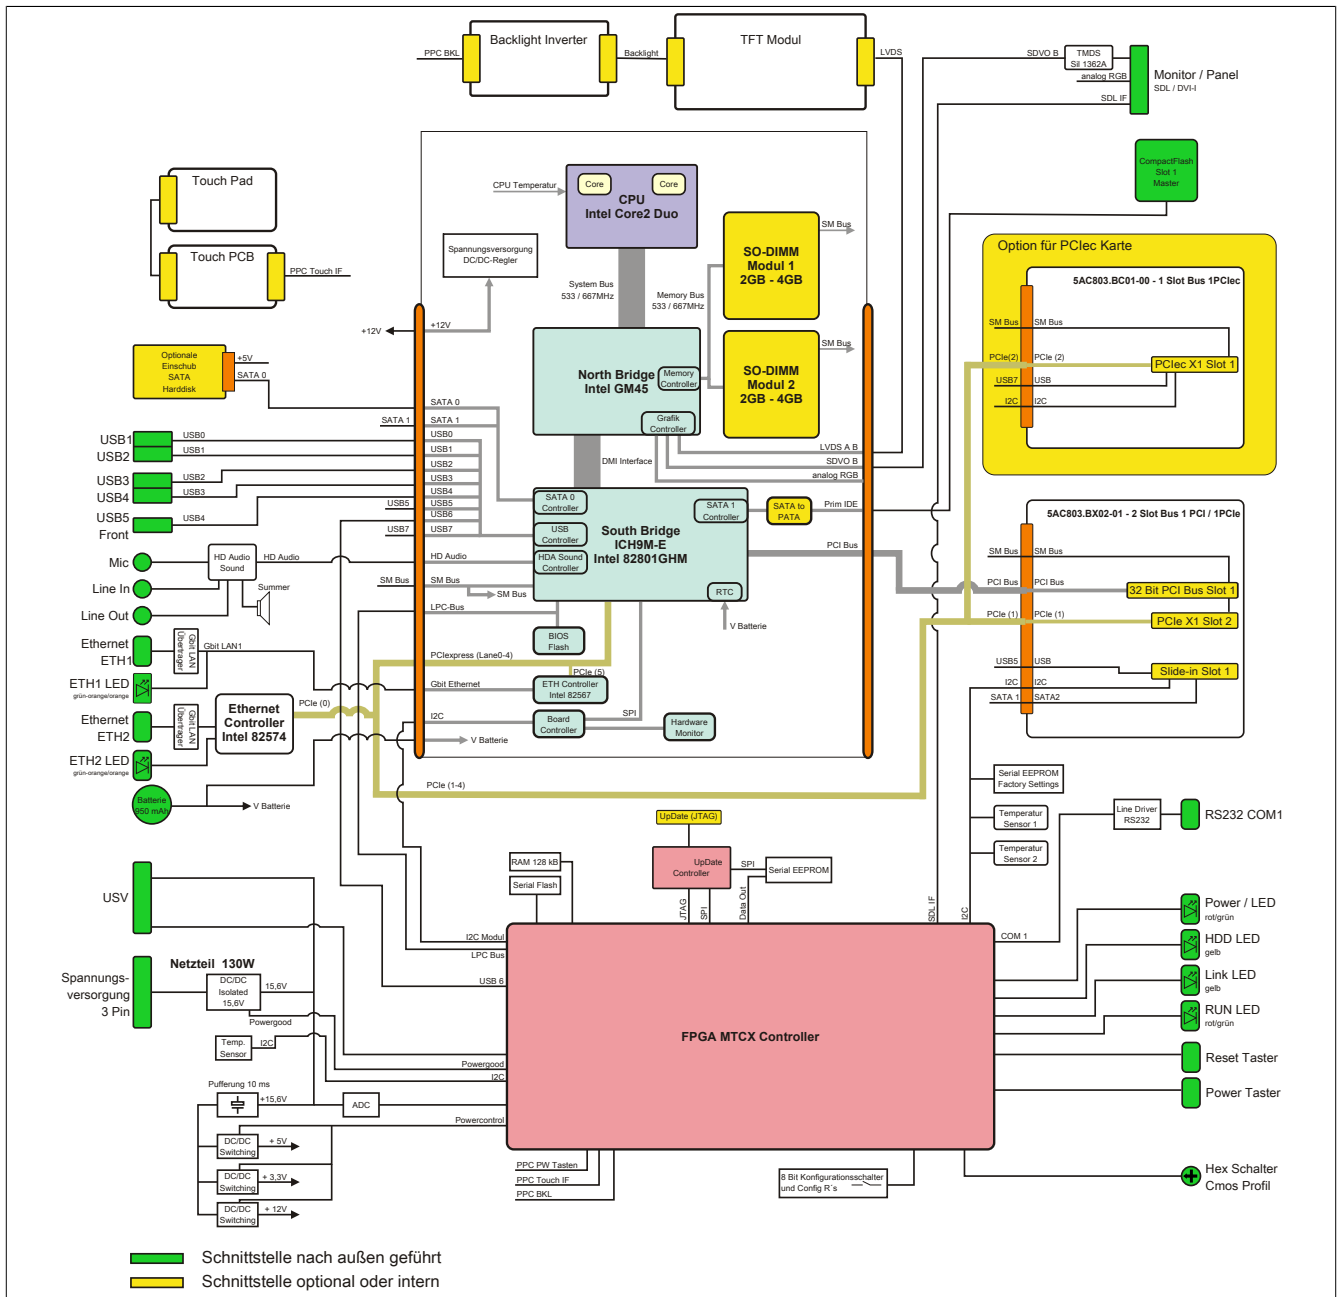 Backlight Inverter
TFT Modul
PPC BKL
Backlight
LVDS
SDVO B
TMDS
Sil 1362A
analog RGB
SDL IF
Monitor / Panel
SDL / DVI-I
CompactFlash
Slot 1
Master
Touch Pad
Touch PCB
PPC Touch IF
CPU Temperatur
Core
Core
CPU
Intel Core2 Duo
Spannungsversorgung
DC/DC-Regler
System Bus
533 / 667MHz
Memory Bus
533 / 667MHz
SO-DIMM
Modul 1
2GB - 4GB
SM Bus
SO-DIMM
Modul 2
2GB - 4GB
SM Bus
+12V
+12V
North Bridge
Intel GM45
Memory
Controller
Grafik
Controller
Option für PCIec Karte
5AC803.BC01-00 - 1 Slot Bus 1PCIec
SM Bus
SM Bus
PCIe(2)
PCIe (2)
PCIec X1 Slot 1
USB7
USB
I2C
I2C
Optionale
Einschub
SATA
Harddisk
+5V
SATA 0
SATA 0
SATA 1
SATA 1
USB1
USB2
USB0
USB1
USB3
USB4
USB2
USB3
USB5
Front
USB4
USB0
USB1
USB2
USB3
USB4
USB5
USB5
USB6
USB7
USB7
LVDS A B
SDVO B
analog RGB
DMI Interface
SATA 0
Controller
USB
Controller
HDA Sound
Controller
SATA 1
Controller
SATA to
PATA
Prim IDE
South Bridge
ICH9M-E
Intel 82801GHM
RTC
PCI Bus
V Batterie
Mic
Line In
Line Out
HD Audio
Sound
HD Audio
Summer
HD Audio
SM Bus
SM Bus
SM Bus
LPC-Bus
BIOS
Flash
5AC803.BX02-01 - 2 Slot Bus 1 PCI / 1PCIe
SM Bus
SM Bus
PCI Bus
PCI Bus
32 Bit PCI Bus Slot 1
PCIe (1)
PCIe (1)
PCIe X1 Slot 2
USB5
USB
Slide-in Slot 1
I2C
I2C
SATA 1
SATA2
Ethernet
ETH1
Gbit LAN
Übertrager
Gbit LAN1
ETH1 LED
grün-orange/orange
PCIexpress (Lane0-4)
PCIe (5)
Gbit Ethernet
ETH Controller
Intel 82567
Ethernet
ETH2
Gbit LAN
Übertrager
Ethernet
Controller
Intel 82574
PCIe (0)
ETH2 LED
grün-orange/orange
I2C
Board
Controller
SPI
Hardware
Monitor
V Batterie
Batterie
950 mAh
V Batterie
PCIe (1-4)
Serial EEPROM
Factory Settings
Temperatur
Sensor 1
Temperatur
Sensor 2
Line Driver
RS232
RS232 COM1
UpDate (JTAG)
UpDate
Controller
SPI
Serial EEPROM
RAM 128 kB
Serial Flash
JTAG
SPI
Data Out
SDL IF
I2C
USV
I2C Modul
LPC Bus
USB 6
COM 1
Power / LED
rot/grün
HDD LED
gelb
Link LED
gelb
RUN LED
rot/grün
Reset Taster
Power Taster
Spannungs-
versorgung
3 Pin
Netzteil 130W
DC/DC
Isolated
15,6V
15,6V
Powergood
Temp.
Sensor
I2C
FPGA MTCX Controller
Powergood
I2C
Pufferung 10 ms
+15,6V
ADC
Powercontrol
DC/DC
Switching
+ 5V
DC/DC
Switching
+ 3,3V
DC/DC
Switching
+ 12V
PPC PW Tasten
PPC Touch IF
PPC BKL
8 Bit Konfigurationsschalter
und Config R´s
Hex Schalter
Cmos Profil
Schnittstelle nach außen geführt
Schnittstelle optional oder intern